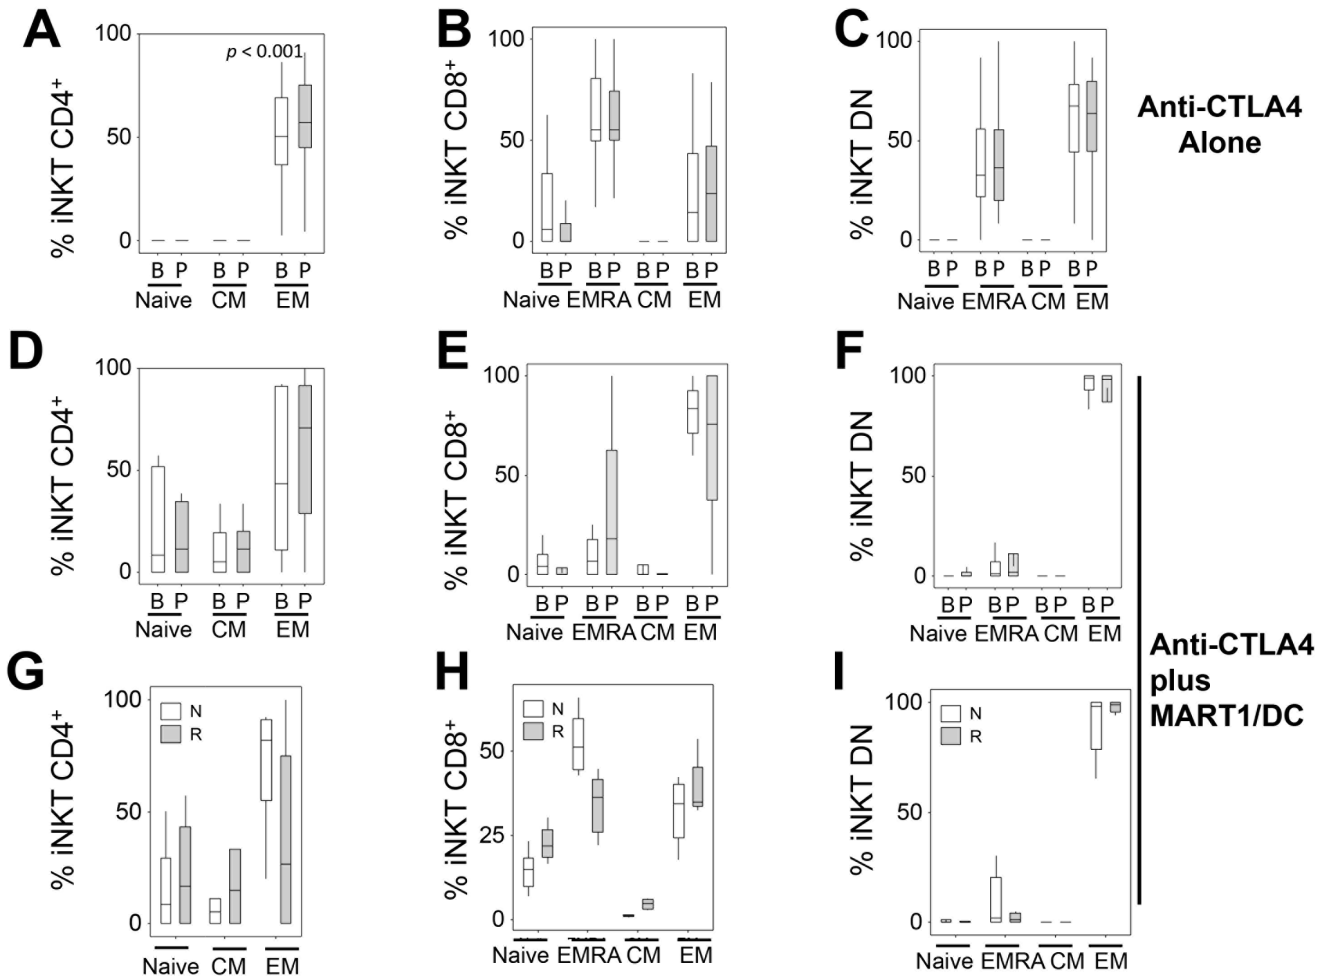 A
% iNKT CD4+
100
50
0
p < 0.001
B P B P B P
Naive CM EM
B
% iNKT CD8+
100
50
0
B P B P B P B P
Naive EMRA CM EM
C
% iNKT DN
100
50
0
B P B P B P B P
Naive EMRA CM EM
Anti-CTLA4
Alone
D
% iNKT CD4+
100
50
0
B P B P B P
Naive CM EM
E
% iNKT CD8+
100
50
0
B P B P B P B P
Naive EMRA CM EM
F
% iNKT DN
100
50
0
B P B P B P B P
Naive EMRA CM EM
Anti-CTLA4
plus
MART1/DC
G
% iNKT CD4+
100
50
0
N
R
Naive CM EM
H
% iNKT CD8+
50
25
0
N
R
Naive EMRA CM EM
I
% iNKT DN
100
50
0
N
R
Naive EMRA CM EM